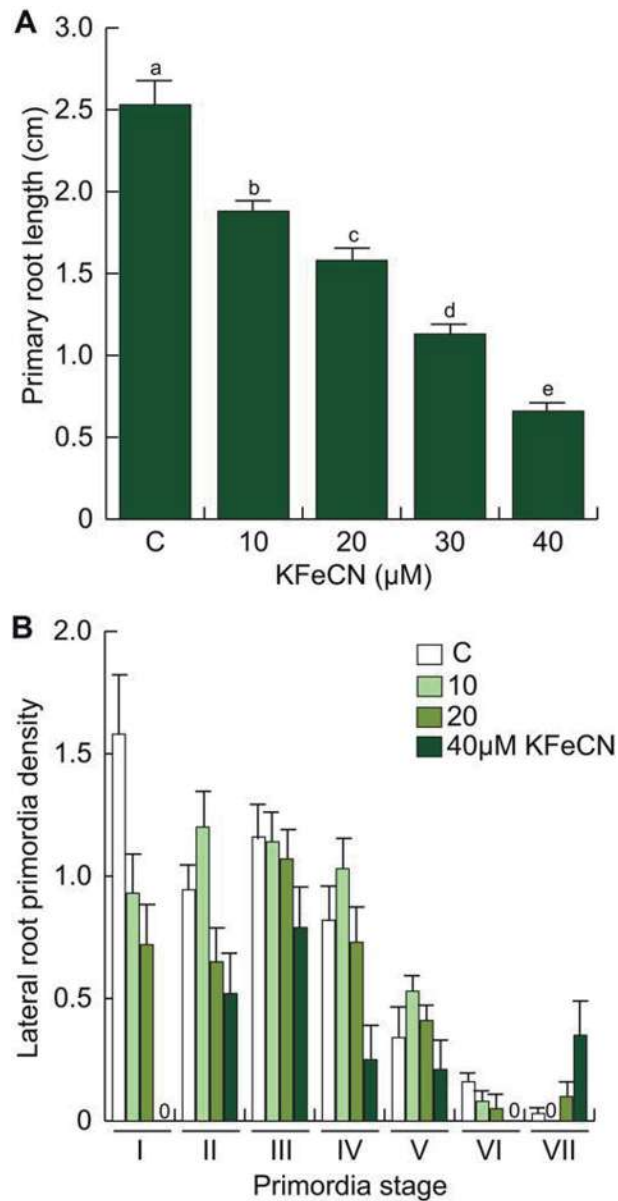 A
3.0
2.5
2.0
1.5
1.0
0.5
0
Primary root length (cm)
a
b
c
d
e
C 10 20 30 40
KFeCN (µM)
B
2.0
1.5
1.0
0.5
0
Lateral root primordia density
C
10
20
40µM KFeCN
0 0 0
I II III IV V VI VII
Primordia stage